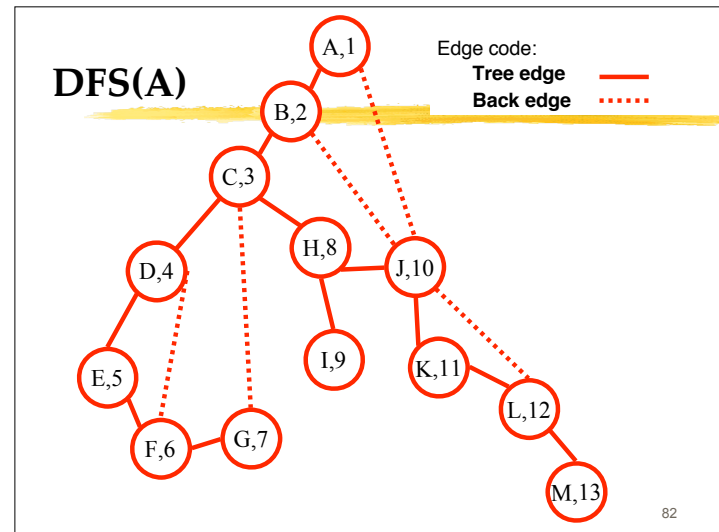 DFS(A)
Edge code:
Tree edge
Back edge
A,1
B,2
C,3
H,8
D,4
J,10
I,9
K,11
E,5
L,12
F,6
G,7
M,13
82